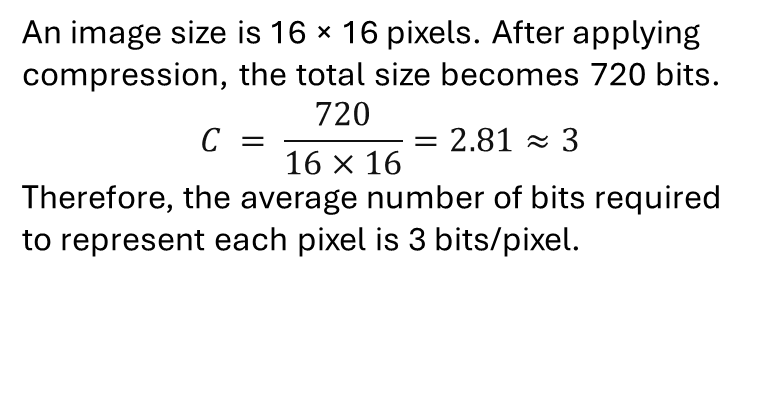 An image size is 16 × 16 pixels. After applying
compression, the total size becomes 720 bits.
C = 720 / 16 × 16 = 2.81 ≈ 3
Therefore, the average number of bits required
to represent each pixel is 3 bits/pixel.